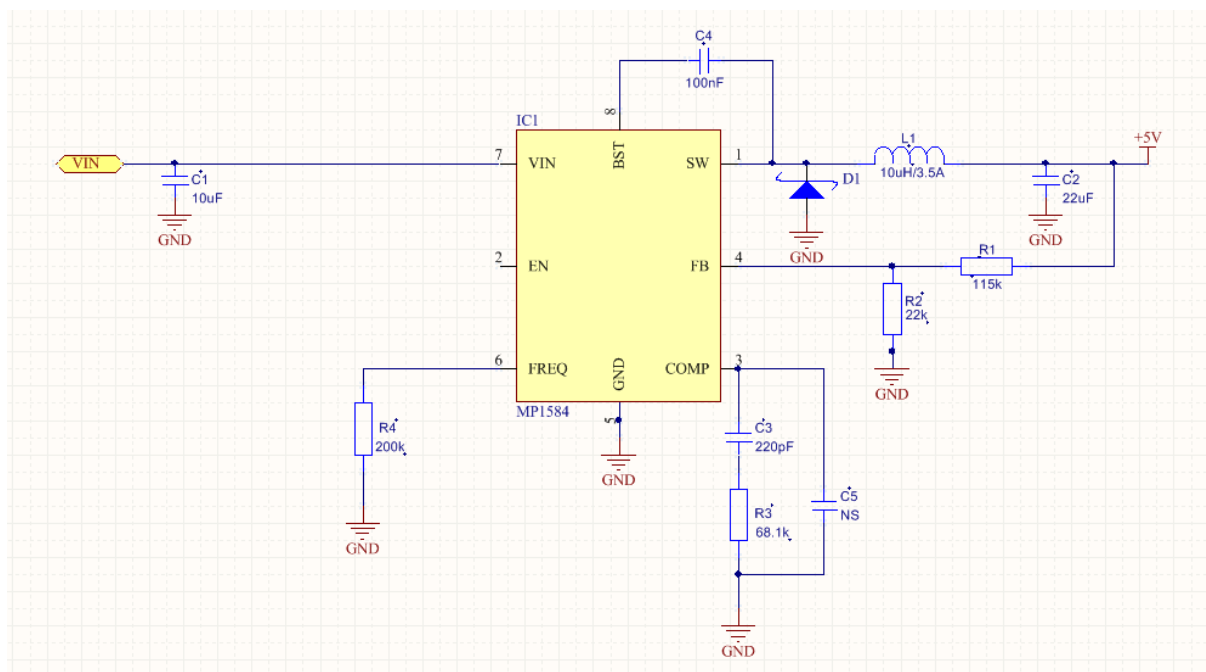 C4
100nF
IC1
8
BST
VIN
7
VIN
SW
1
L1
10uH/3.5A
+5V
C1
10uF
GND
D1
GND
C2
22uF
GND
2
EN
FB
4
R1
115k
R2
22k
GND
6
FREQ
GND
COMP
3
MP1584
5
GND
R4
200k
GND
C3
220pF
R3
68.1k
C5
NS
GND